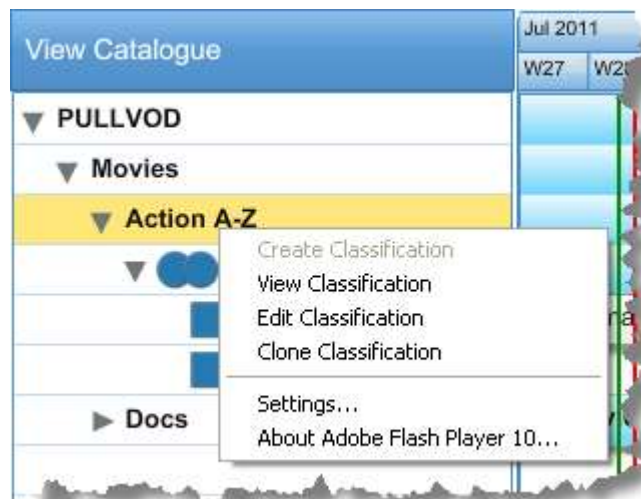 View Catalogue
Jul 2011
W27
PULLVOD
Movies
Action A-Z
Create Classification
View Classification
Edit Classification
Clone Classification
Settings...
About Adobe Flash Player 10...
Docs